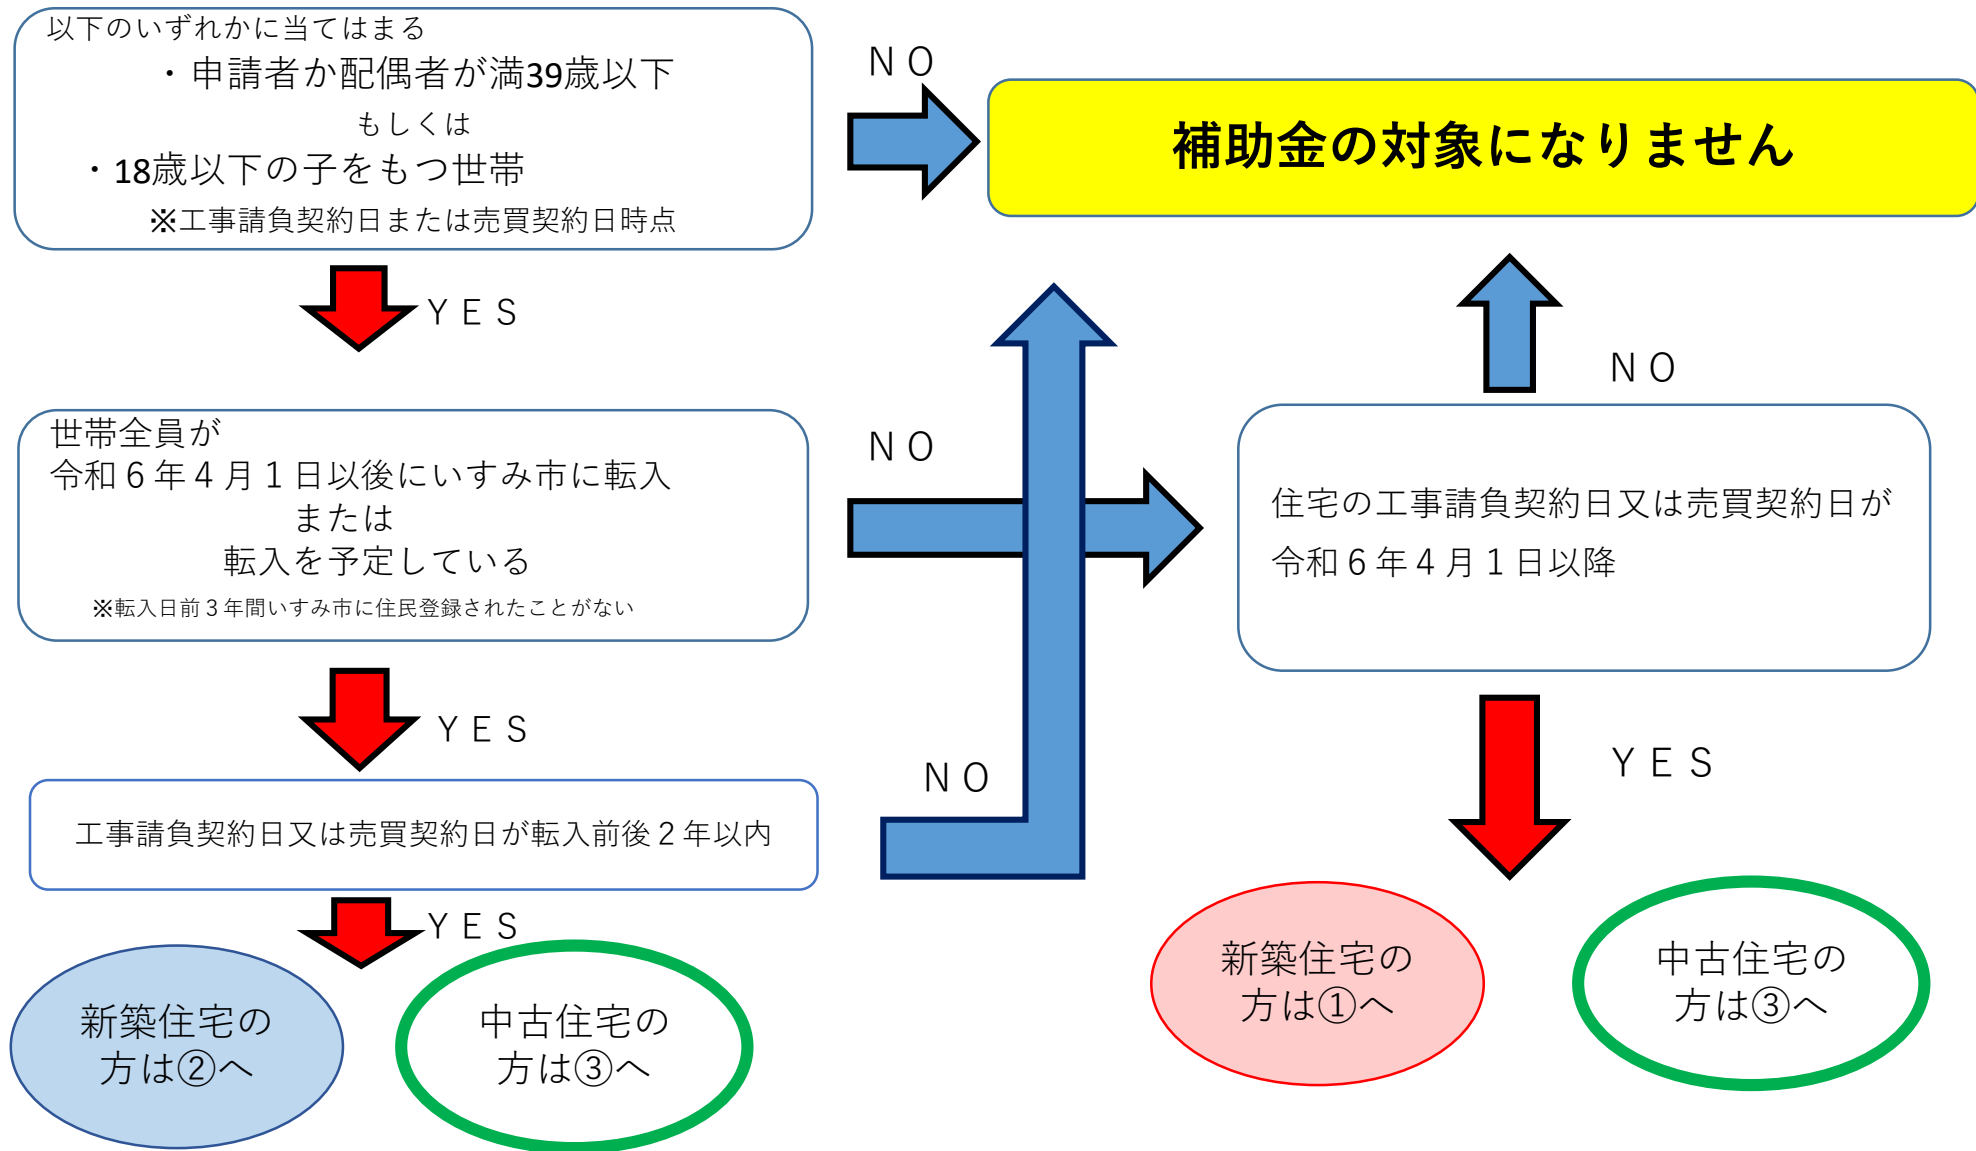 以下のいずれかに当てはまる
・申請者か配偶者が満39歳以下
もしくは
・18歳以下の子をもつ世帯
※工事請負契約日または売買契約日時点
ＮＯ
補助金の対象になりません
ＹＥＳ
世帯全員が
令和６年４月１日以後にいすみ市に転入
または
転入を予定している
※転入日前３年間いすみ市に住民登録されたことがない
ＮＯ
ＮＯ
住宅の工事請負契約日又は売買契約日が
令和６年４月１日以降
ＹＥＳ
ＮＯ
ＹＥＳ
工事請負契約日又は売買契約日が転入前後２年以内
ＹＥＳ
新築住宅の
方は②へ
中古住宅の
方は③へ
新築住宅の
方は①へ
中古住宅の
方は③へ